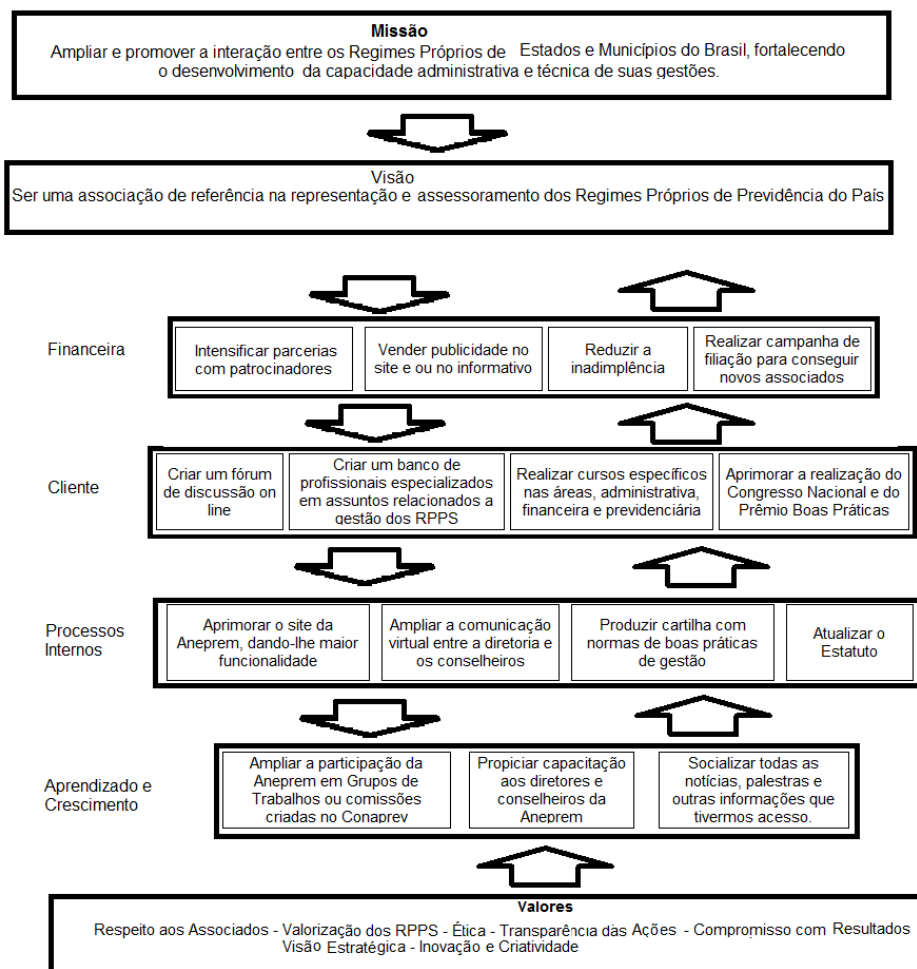 Missão
Ampliar e promover a interação entre os Regimes Próprios de Estados e Municípios do Brasil, fortalecendo
o desenvolvimento da capacidade administrativa e técnica de suas gestões.
Visão
Ser uma associação de referência na representação e assessoramento dos Regimes Próprios de Previdência do País
Financeira
Intensificar parcerias
com patrocinadores
Vender publicidade no
site e ou no informativo
Reduzir a
inadimplência
Realizar campanha de
filiação para conseguir
novos associados
Cliente
Criar um fórum
de discussão on
line
Criar um banco de
profissionais especializados
em assuntos relacionados a
gestão dos RPPS
Realizar cursos específicos
nas áreas, administrativa,
financeira e previdenciária
Aprimorar a realização do
Congresso Nacional e do
Prêmio Boas Práticas
Processos
Internos
Aprimorar o site da
Aneprem, dando-lhe maior
funcionalidade
Ampliar a comunicação
virtual entre a diretoria e
os conselheiros
Produzir cartilha com
normas de boas práticas
de gestão
Atualizar o
Estatuto
Aprendizado e
Crescimento
Ampliar a participação da
Aneprem em Grupos de
Trabalhos ou comissões
criadas no Conaprev
Propiciar capacitação
aos diretores e
conselheiros da
Aneprem
Socializar todas as
notícias, palestras e
outras informações que
tivermos acesso.
Valores
Respeito aos Associados - Valorização dos RPPS - Ética - Transparência das Ações - Compromisso com Resultados
Visão Estratégica - Inovação e Criatividade